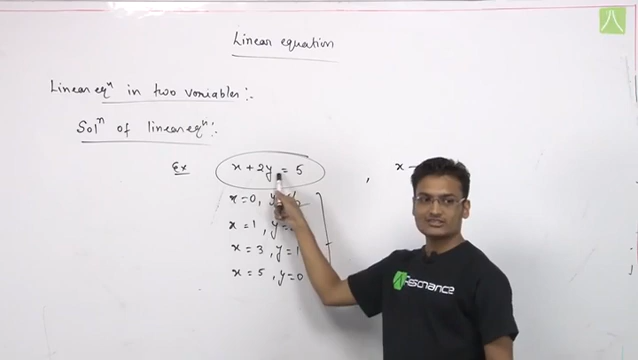 Linear equation
Linear eqn in two variables :-
Soln of linear eqn :-
Ex x + 2y = 5 , x -
x = 0, y =
x = 1, y =
x = 3, y = 1
x = 5, y = 0
Resonance